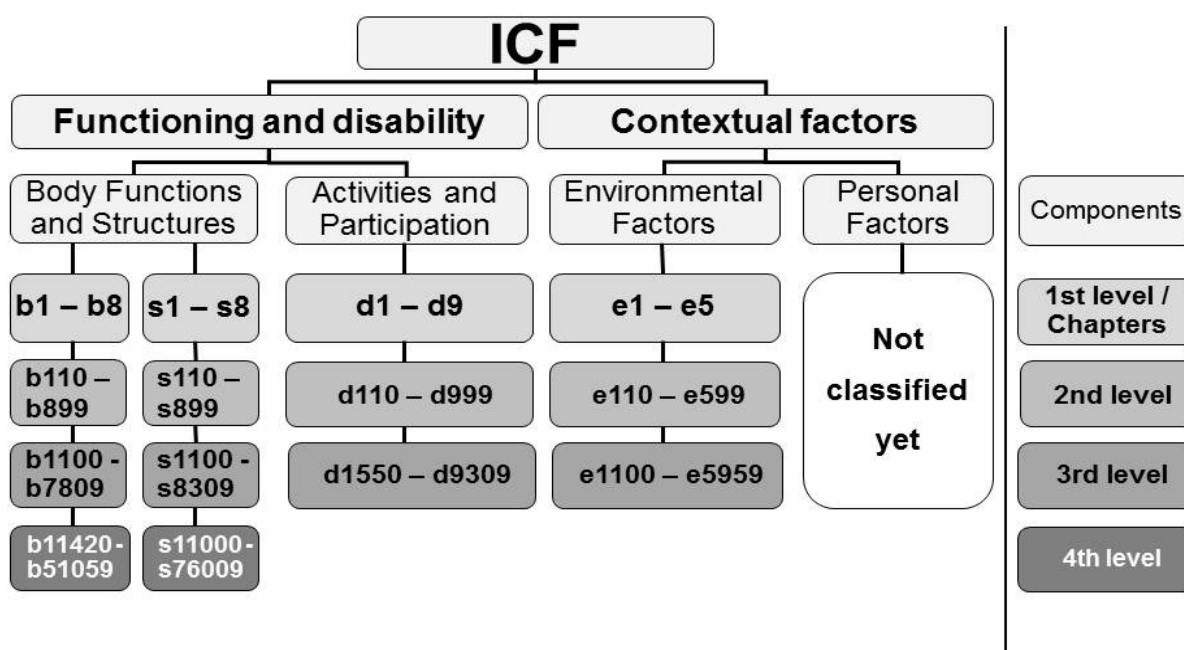 ICF
Functioning and disability
Contextual factors
Body Functions
and Structures
Activities and
Participation
Environmental
Factors
Personal
Factors
Components
b1 – b8
s1 – s8
d1 – d9
e1 – e5
Not
classified
yet
1st level /
Chapters
b110 –
b899
s110 –
s899
d110 – d999
e110 – e599
2nd level
b1100 -
b7809
s1100 -
s8309
d1550 – d9309
e1100 – e5959
3rd level
b11420-
b51059
s11000-
s76009
4th level